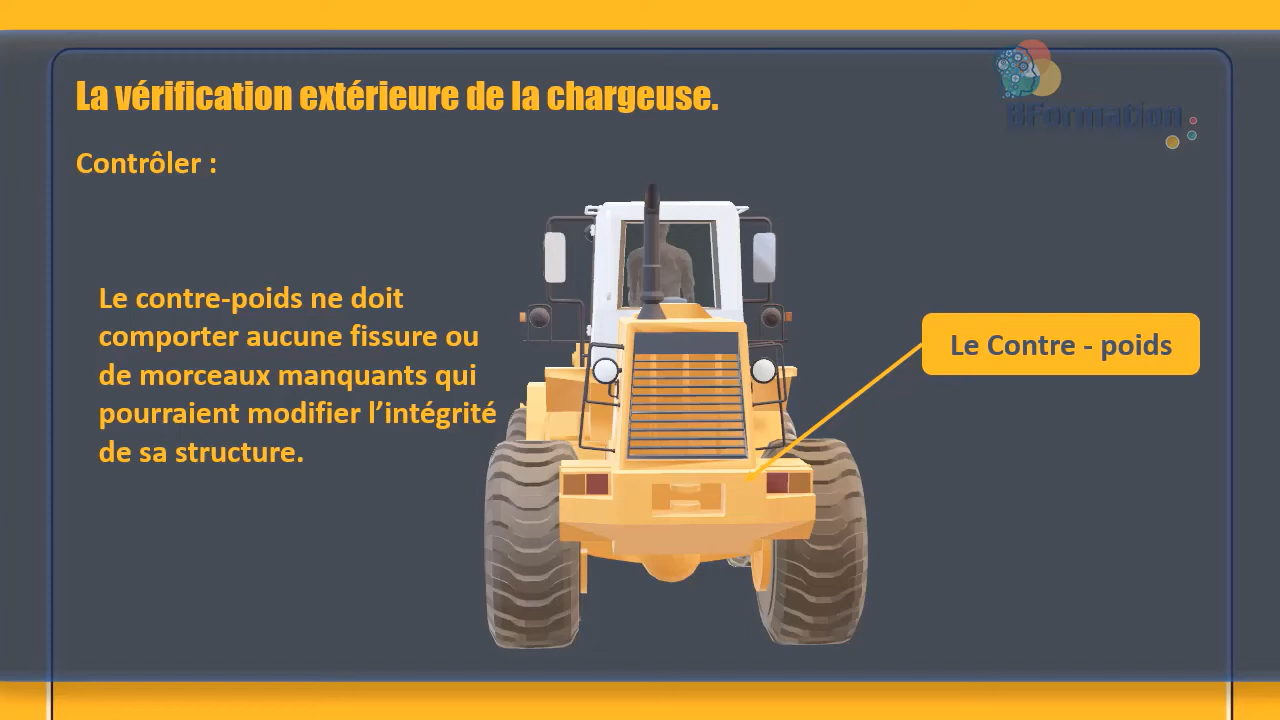 La vérification extérieure de la chargeuse.
BFormation
Contrôler :
Le contre-poids ne doit
comporter aucune fissure ou
de morceaux manquants qui
pourraient modifier l’intégrité
de sa structure.
Le Contre - poids